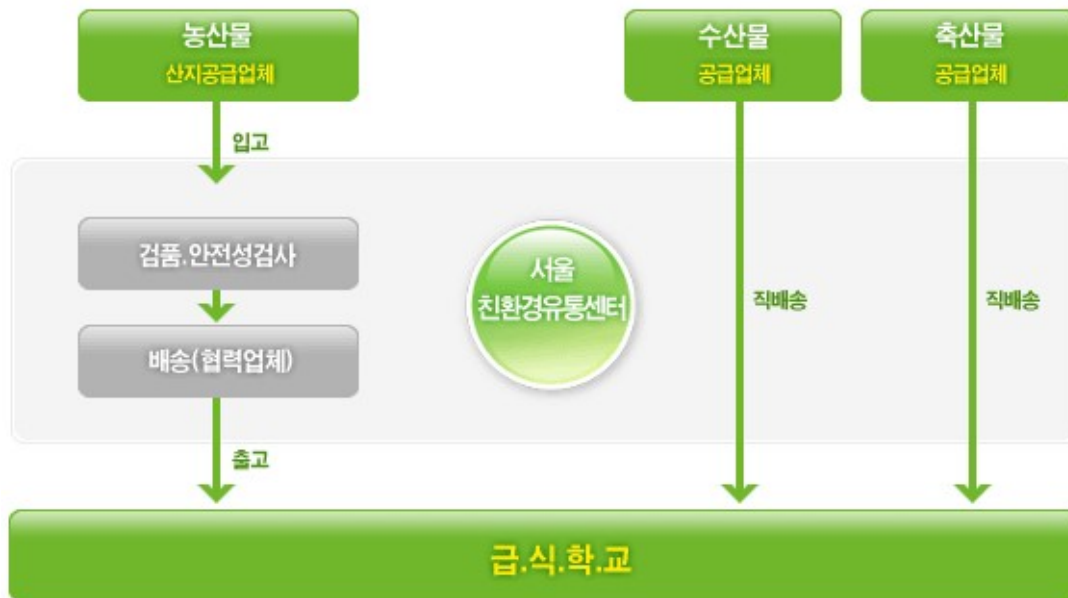 농산물
산지공급업체
수산물
공급업체
축산물
공급업체
입고
검품.안전성검사
배송(협력업체)
서울
친환경유통센터
직배송
직배송
출고
급.식.학.교